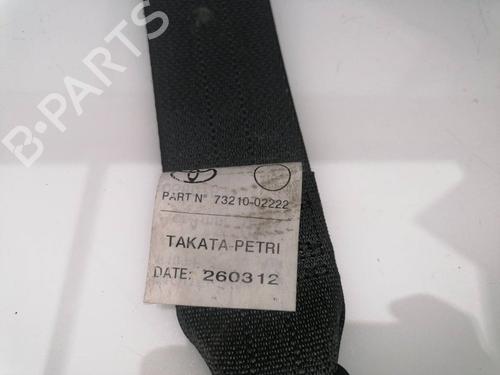 B-PARTS
PART N° 73210-02222
TAKATA-PETRI
DATE: 260312